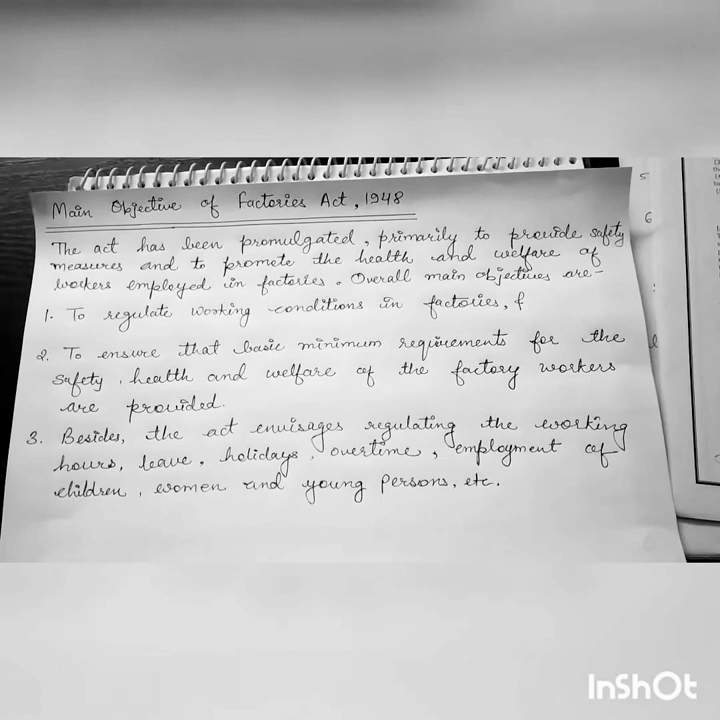 Main Objective of Factories Act, 1948
The act has been promulgated, primarily to provide safety
measures and to promote the health and welfare of
workers employed in factories. Overall main objectives are-
1. To regulate working conditions in factories, &
2. To ensure that basic minimum requirements for the
safety, health and welfare of the factory workers
are provided.
3. Besides, the act envisages regulating the working
hours, leave, holidays, overtime, employment of
children, women and young persons, etc.
5
6
InShOt